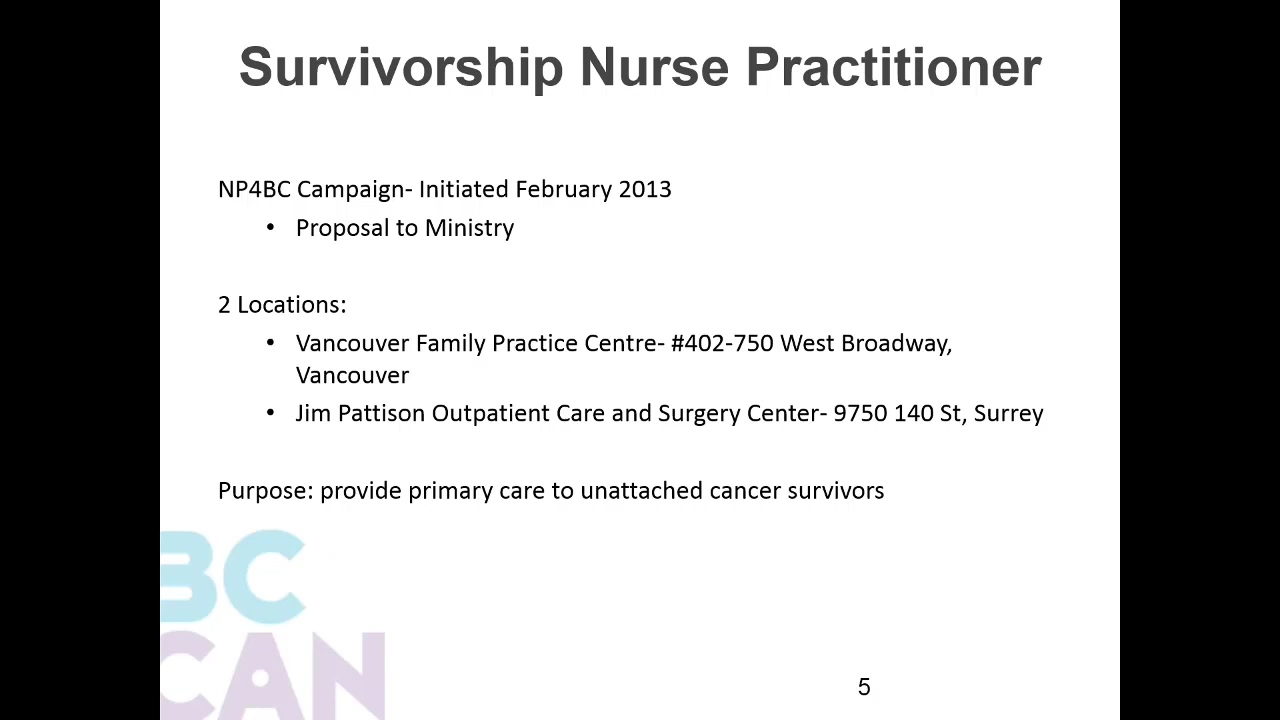 Survivorship Nurse Practitioner
NP4BC Campaign- Initiated February 2013
• Proposal to Ministry
2 Locations:
• Vancouver Family Practice Centre- #402-750 West Broadway,
Vancouver
• Jim Pattison Outpatient Care and Surgery Center- 9750 140 St, Surrey
Purpose: provide primary care to unattached cancer survivors
BC
CAN
5